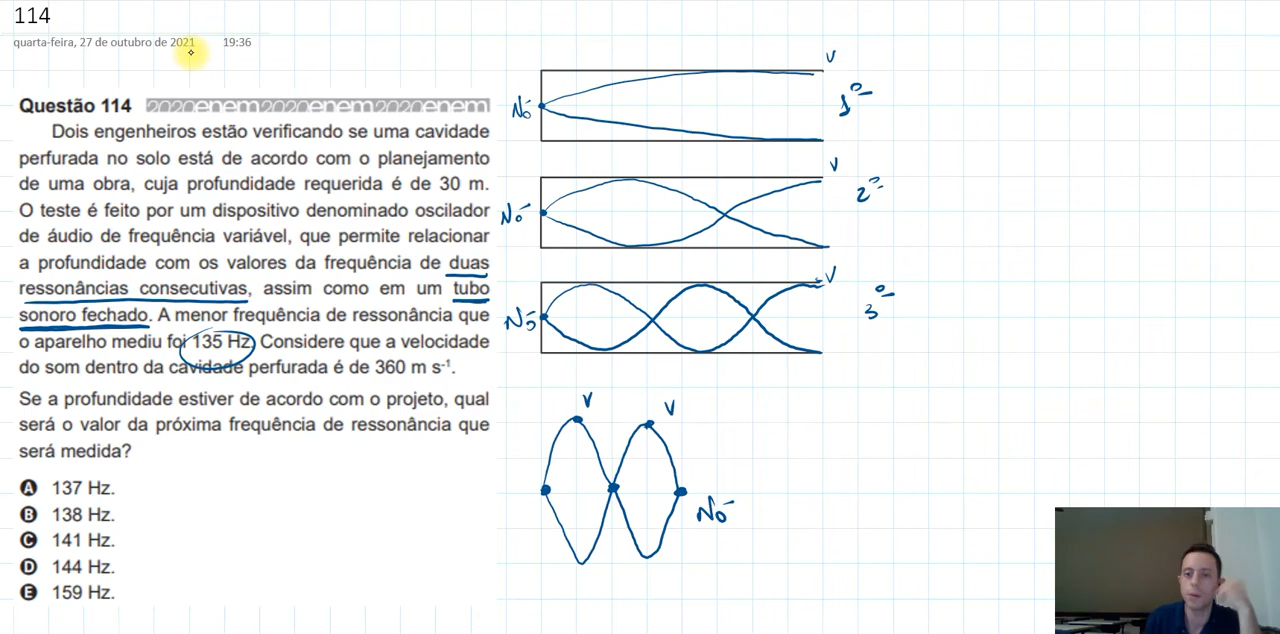 114
quarta-feira, 27 de outubro de 2021 19:36
Questão 114 2020enem2020enem2020enem
Dois engenheiros estão verificando se uma cavidade
perfurada no solo está de acordo com o planejamento
de uma obra, cuja profundidade requerida é de 30 m.
O teste é feito por um dispositivo denominado oscilador
de áudio de frequência variável, que permite relacionar
a profundidade com os valores da frequência de duas
ressonâncias consecutivas, assim como em um tubo
sonoro fechado. A menor frequência de ressonância que
o aparelho mediu foi 135 Hz. Considere que a velocidade
do som dentro da cavidade perfurada é de 360 m s⁻¹.
Se a profundidade estiver de acordo com o projeto, qual
será o valor da próxima frequência de ressonância que
será medida?
A 137 Hz.
B 138 Hz.
C 141 Hz.
D 144 Hz.
E 159 Hz.
V
Nó 1º
V
Nó 2º
V
Nó 3º
V V
Nó